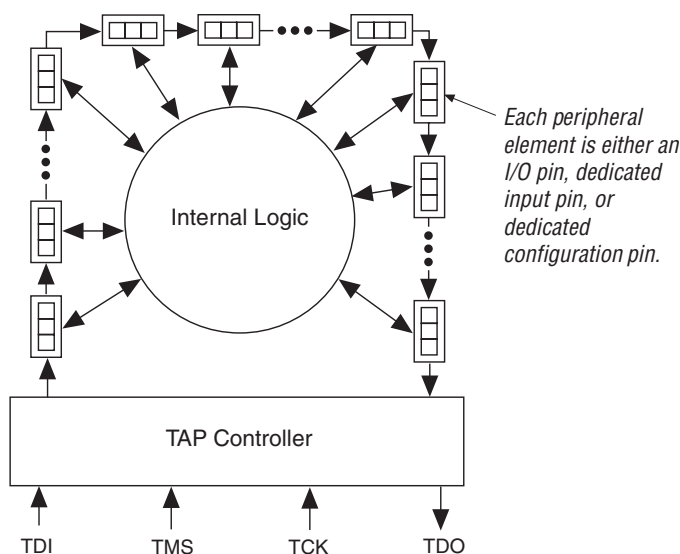 Each peripheral
element is either an
I/O pin, dedicated
input pin, or
dedicated
configuration pin.
Internal Logic
TAP Controller
TDI
TMS
TCK
TDO